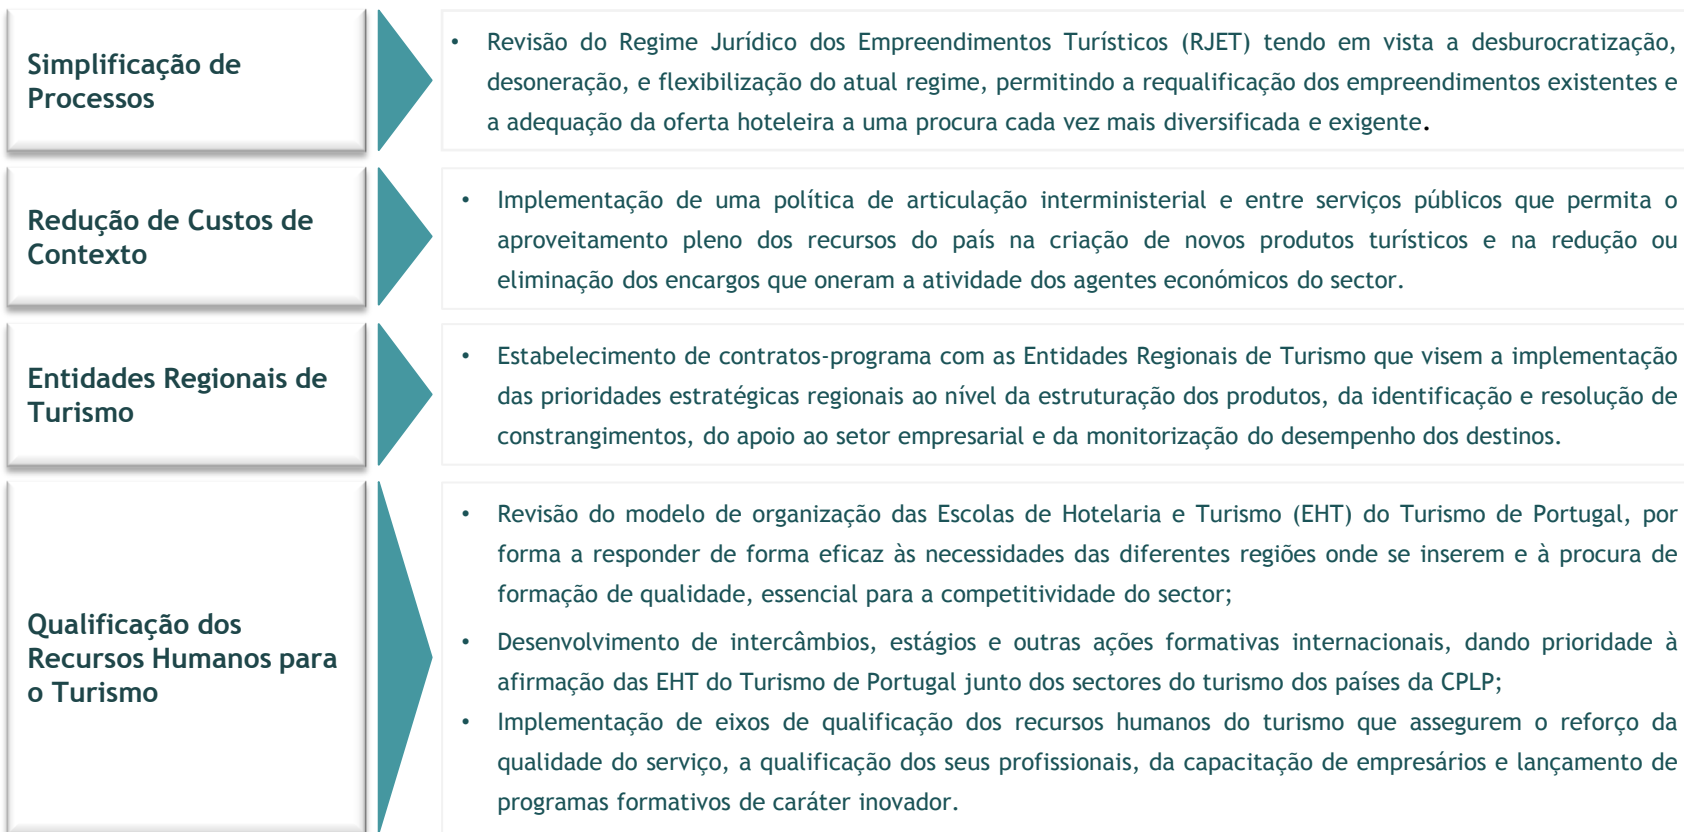 Simplificação de
Processos
• Revisão do Regime Jurídico dos Empreendimentos Turísticos (RJET) tendo em vista a desburocratização,
desoneração, e flexibilização do atual regime, permitindo a requalificação dos empreendimentos existentes e
a adequação da oferta hoteleira a uma procura cada vez mais diversificada e exigente.
Redução de Custos de
Contexto
• Implementação de uma política de articulação interministerial e entre serviços públicos que permita o
aproveitamento pleno dos recursos do país na criação de novos produtos turísticos e na redução ou
eliminação dos encargos que oneram a atividade dos agentes económicos do sector.
Entidades Regionais de
Turismo
• Estabelecimento de contratos-programa com as Entidades Regionais de Turismo que visem a implementação
das prioridades estratégicas regionais ao nível da estruturação dos produtos, da identificação e resolução de
constrangimentos, do apoio ao setor empresarial e da monitorização do desempenho dos destinos.
Qualificação dos
Recursos Humanos para
o Turismo
• Revisão do modelo de organização das Escolas de Hotelaria e Turismo (EHT) do Turismo de Portugal, por
forma a responder de forma eficaz às necessidades das diferentes regiões onde se inserem e à procura de
formação de qualidade, essencial para a competitividade do sector;
• Desenvolvimento de intercâmbios, estágios e outras ações formativas internacionais, dando prioridade à
afirmação das EHT do Turismo de Portugal junto dos sectores do turismo dos países da CPLP;
• Implementação de eixos de qualificação dos recursos humanos do turismo que assegurem o reforço da
qualidade do serviço, a qualificação dos seus profissionais, da capacitação de empresários e lançamento de
programas formativos de caráter inovador.